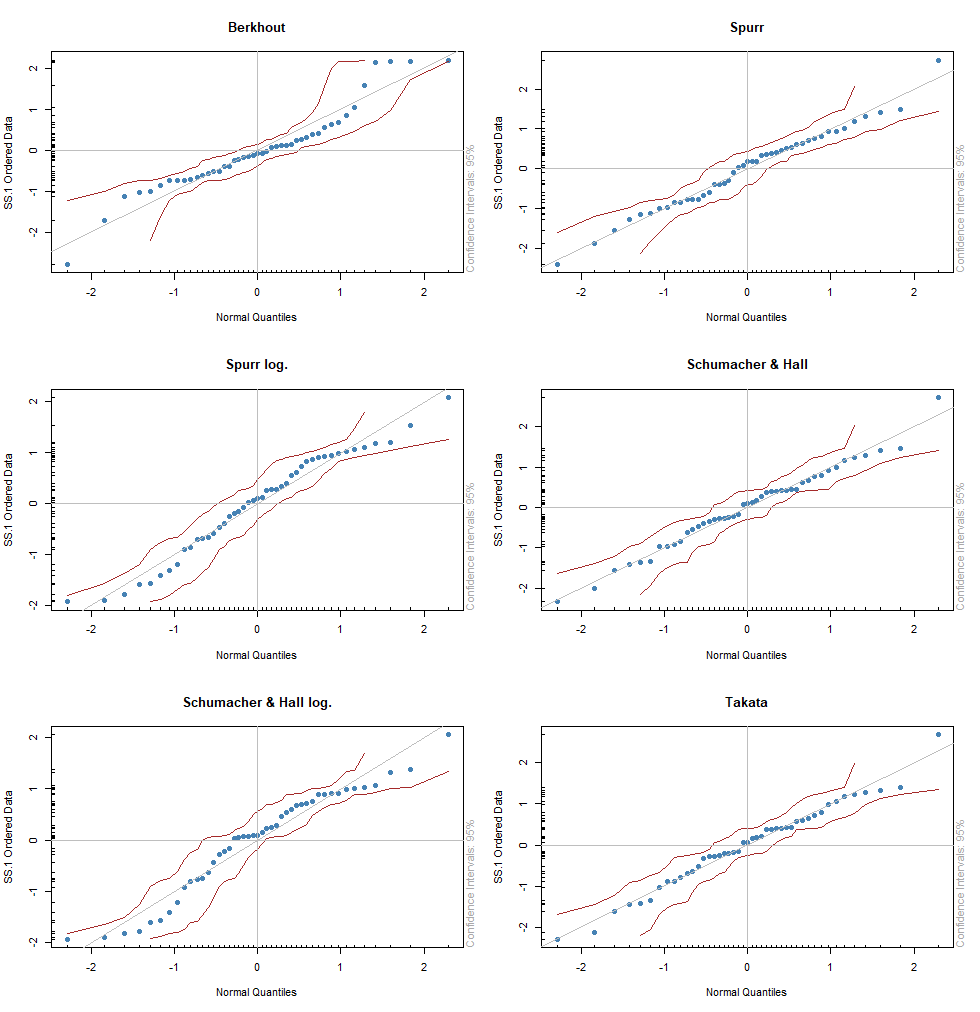 Berkhout
SS.1 Ordered Data
2
1
0
-1
-2
-2
-1
0
1
2
Normal Quantiles
Confidence Intervals: 95%
Spurr
SS.1 Ordered Data
2
1
0
-1
-2
-2
-1
0
1
2
Normal Quantiles
Confidence Intervals: 95%
Spurr log.
SS.1 Ordered Data
2
1
0
-1
-2
-2
-1
0
1
2
Normal Quantiles
Confidence Intervals: 95%
Schumacher & Hall
SS.1 Ordered Data
2
1
0
-1
-2
-2
-1
0
1
2
Normal Quantiles
Confidence Intervals: 95%
Schumacher & Hall log.
SS.1 Ordered Data
2
1
0
-1
-2
-2
-1
0
1
2
Normal Quantiles
Confidence Intervals: 95%
Takata
SS.1 Ordered Data
2
1
0
-1
-2
-2
-1
0
1
2
Normal Quantiles
Confidence Intervals: 95%